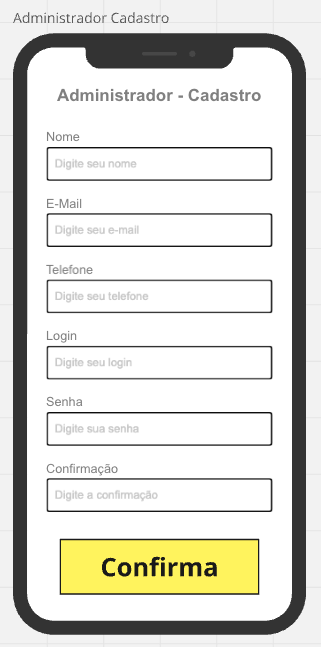 Administrador Cadastro
Administrador - Cadastro
Nome
Digite seu nome
E-Mail
Digite seu e-mail
Telefone
Digite seu telefone
Login
Digite seu login
Senha
Digite sua senha
Confirmação
Digite a confirmação
Confirma